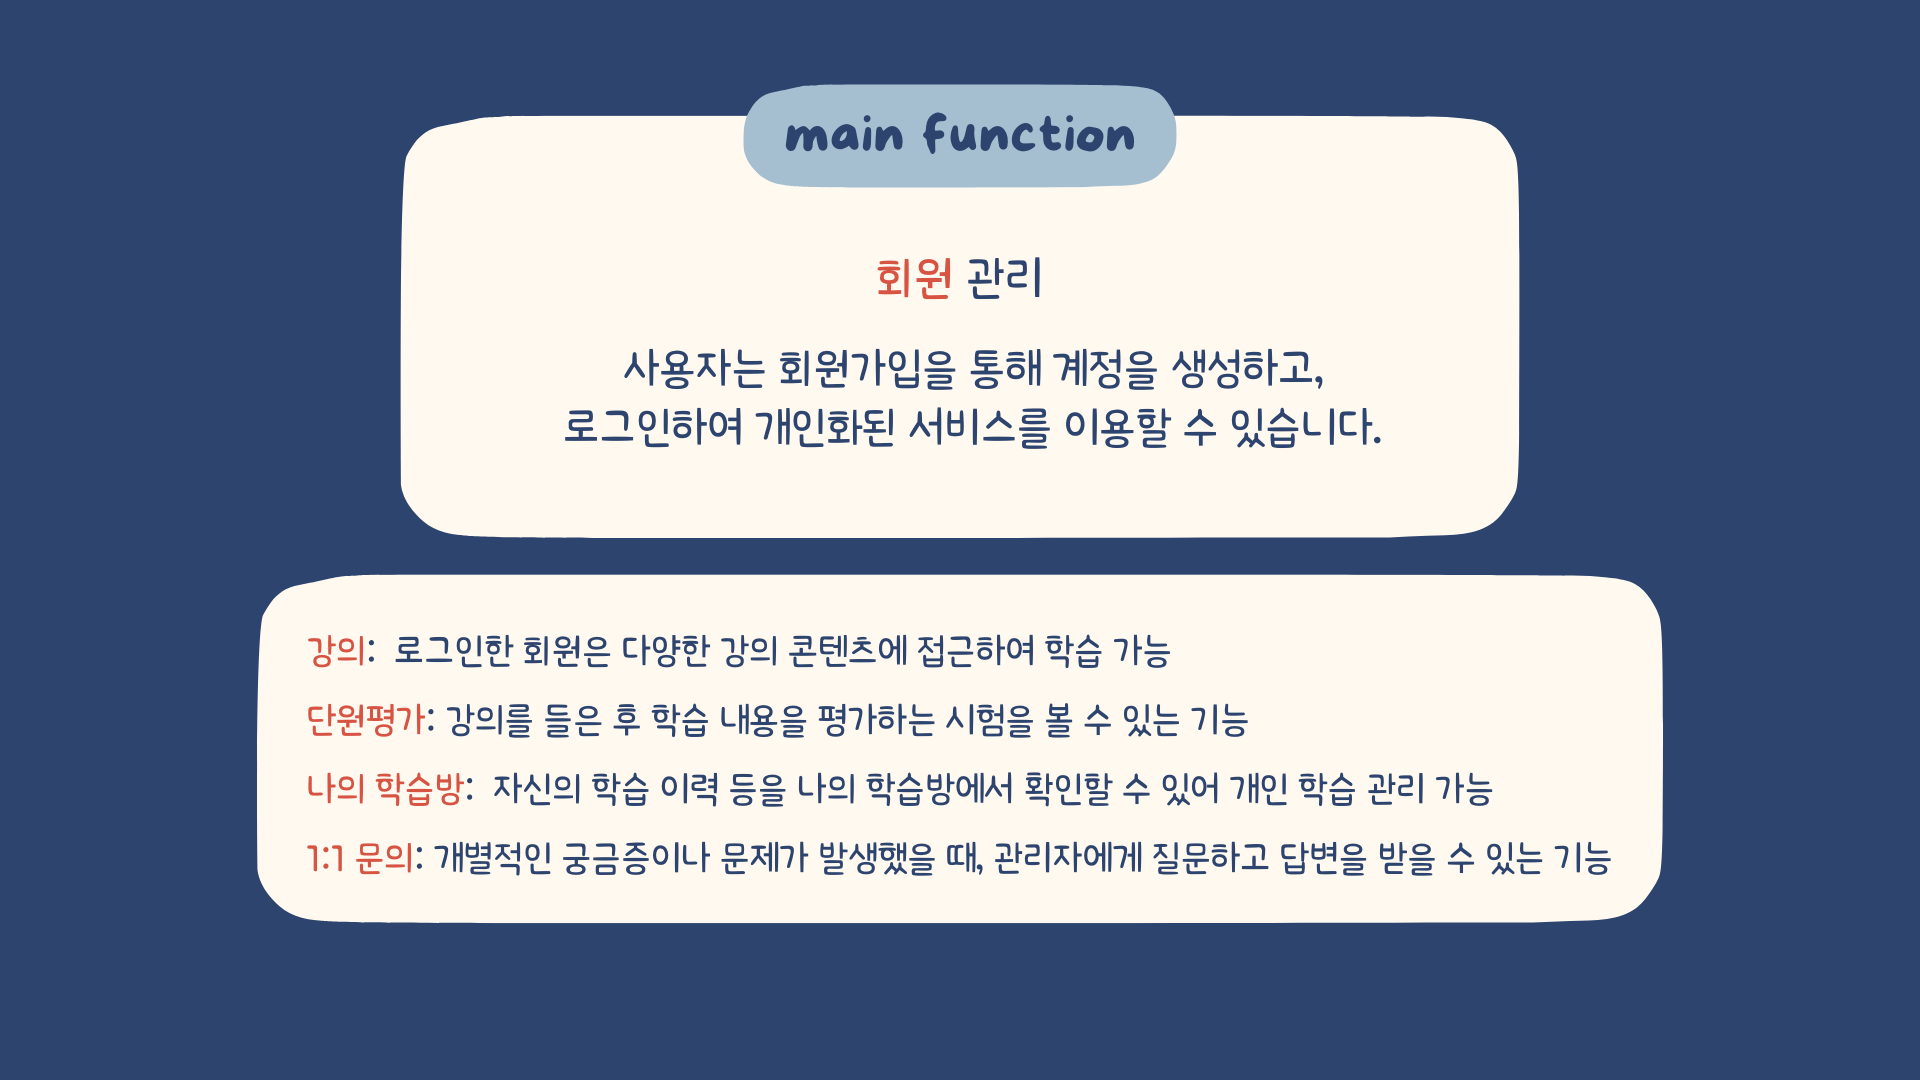 main function
회원 관리
사용자는 회원가입을 통해 계정을 생성하고,
로그인하여 개인화된 서비스를 이용할 수 있습니다.
강의: 로그인한 회원은 다양한 강의 콘텐츠에 접근하여 학습 가능
단원평가: 강의를 들은 후 학습 내용을 평가하는 시험을 볼 수 있는 기능
나의 학습방: 자신의 학습 이력 등을 나의 학습방에서 확인할 수 있어 개인 학습 관리 가능
1:1 문의: 개별적인 궁금증이나 문제가 발생했을 때, 관리자에게 질문하고 답변을 받을 수 있는 기능